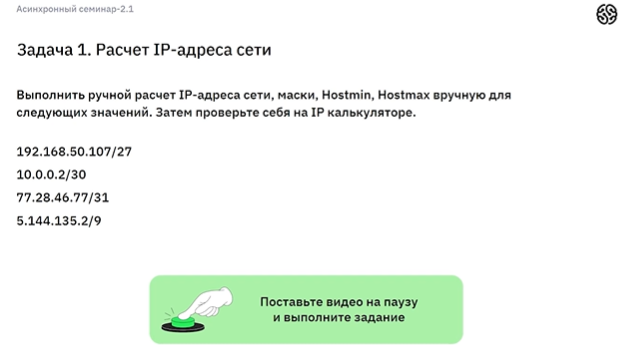 Асинхронный семинар-2.1
Задача 1. Расчет IP-адреса сети
Выполнить ручной расчет IP-адреса сети, маски, Hostmin, Hostmax вручную для
следующих значений. Затем проверьте себя на IP калькуляторе.
192.168.50.107/27
10.0.0.2/30
77.28.46.77/31
5.144.135.2/9
Поставьте видео на паузу
и выполните задание